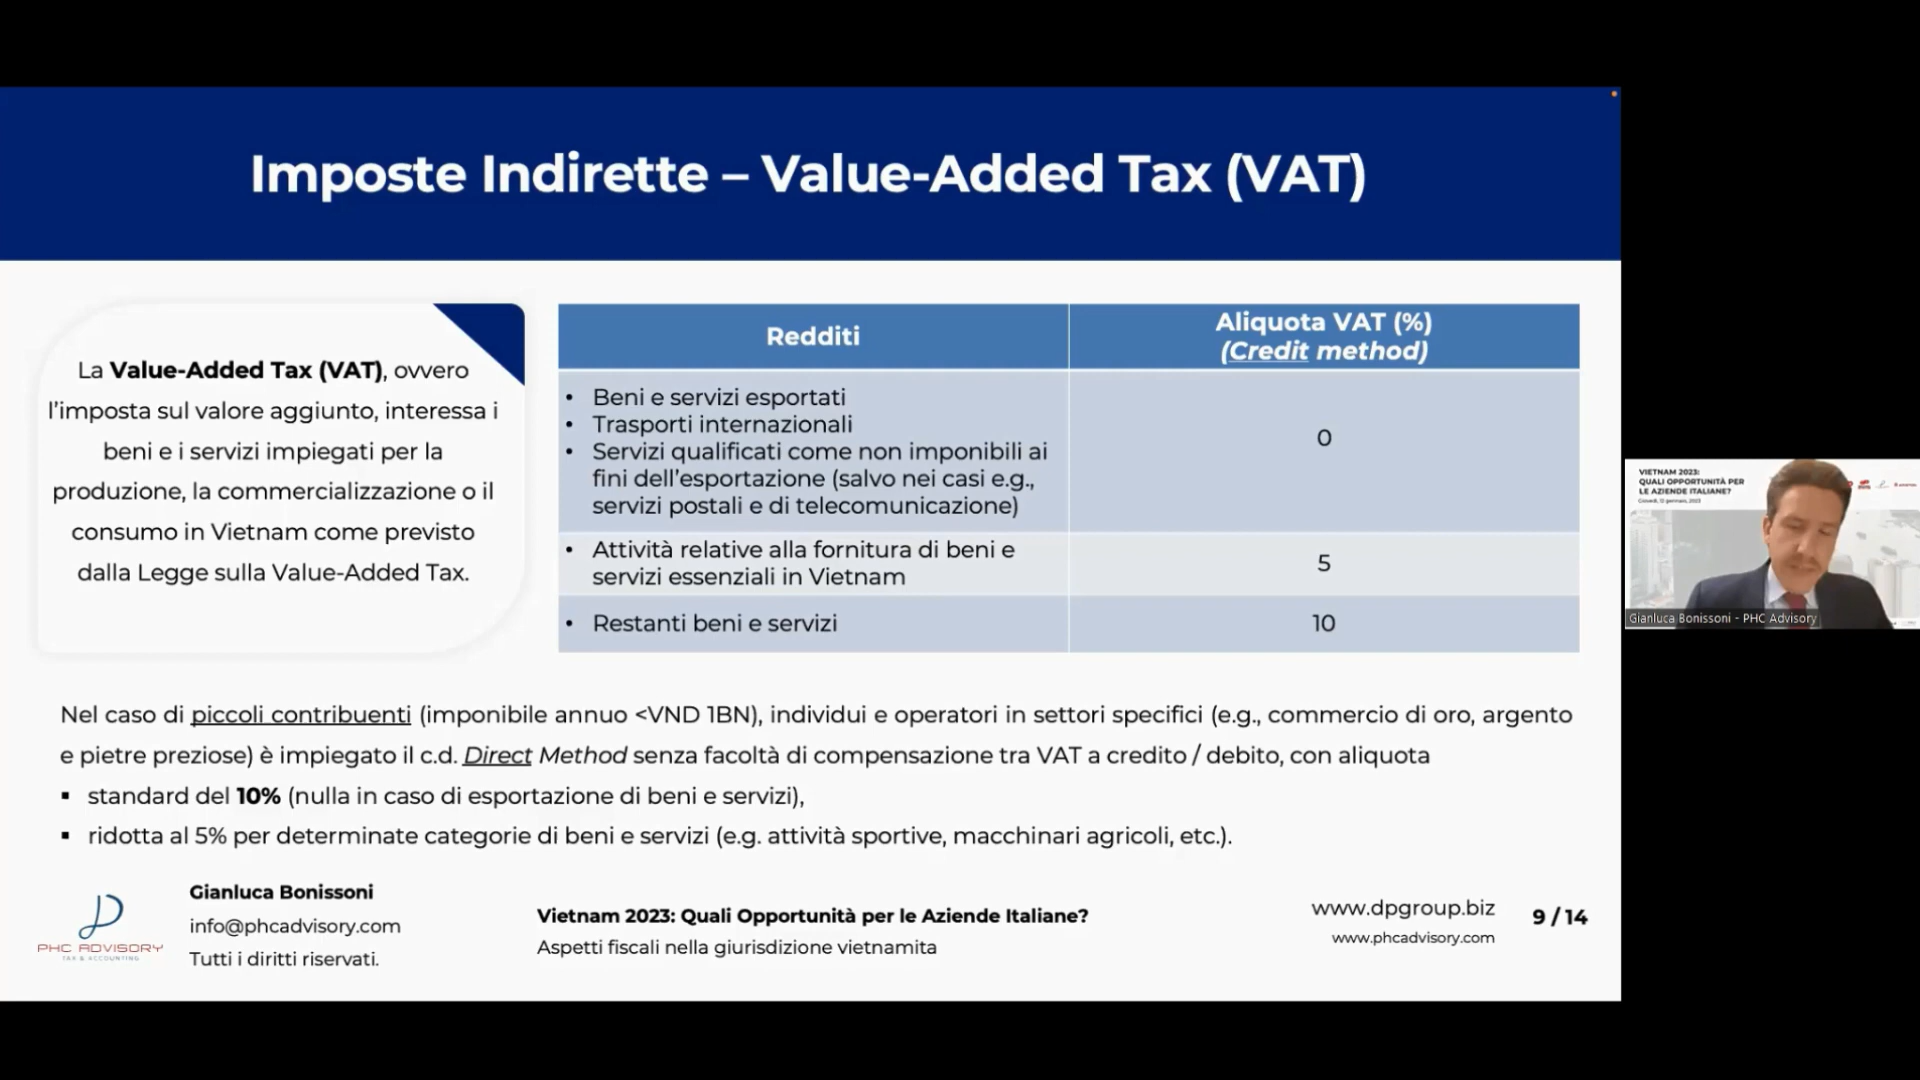 Imposte Indirette – Value-Added Tax (VAT)
La Value-Added Tax (VAT), ovvero
l'imposta sul valore aggiunto, interessa i
beni e i servizi impiegati per la
produzione, la commercializzazione o il
consumo in Vietnam come previsto
dalla Legge sulla Value-Added Tax.
Redditi
Aliquota VAT (%)
(Credit method)
• Beni e servizi esportati
• Trasporti internazionali
• Servizi qualificati come non imponibili ai
fini dell'esportazione (salvo nei casi e.g.,
servizi postali e di telecomunicazione)
0
• Attività relative alla fornitura di beni e
servizi essenziali in Vietnam
5
• Restanti beni e servizi
10
Nel caso di piccoli contribuenti (imponibile annuo <VND 1BN), individui e operatori in settori specifici (e.g., commercio di oro, argento
e pietre preziose) è impiegato il c.d. Direct Method senza facoltà di compensazione tra VAT a credito / debito, con aliquota
▪ standard del 10% (nulla in caso di esportazione di beni e servizi),
▪ ridotta al 5% per determinate categorie di beni e servizi (e.g. attività sportive, macchinari agricoli, etc.).
PHC ADVISORY
TAX & ACCOUNTING
Gianluca Bonissoni
info@phcadvisory.com
Tutti i diritti riservati.
Vietnam 2023: Quali Opportunità per le Aziende Italiane?
Aspetti fiscali nella giurisdizione vietnamita
www.dpgroup.biz
www.phcadvisory.com
9 / 14
VIETNAM 2023:
QUALI OPPORTUNITÀ PER
LE AZIENDE ITALIANE?
Giovedì, 12 gennaio, 2023
Gianluca Bonissoni - PHC Advisory